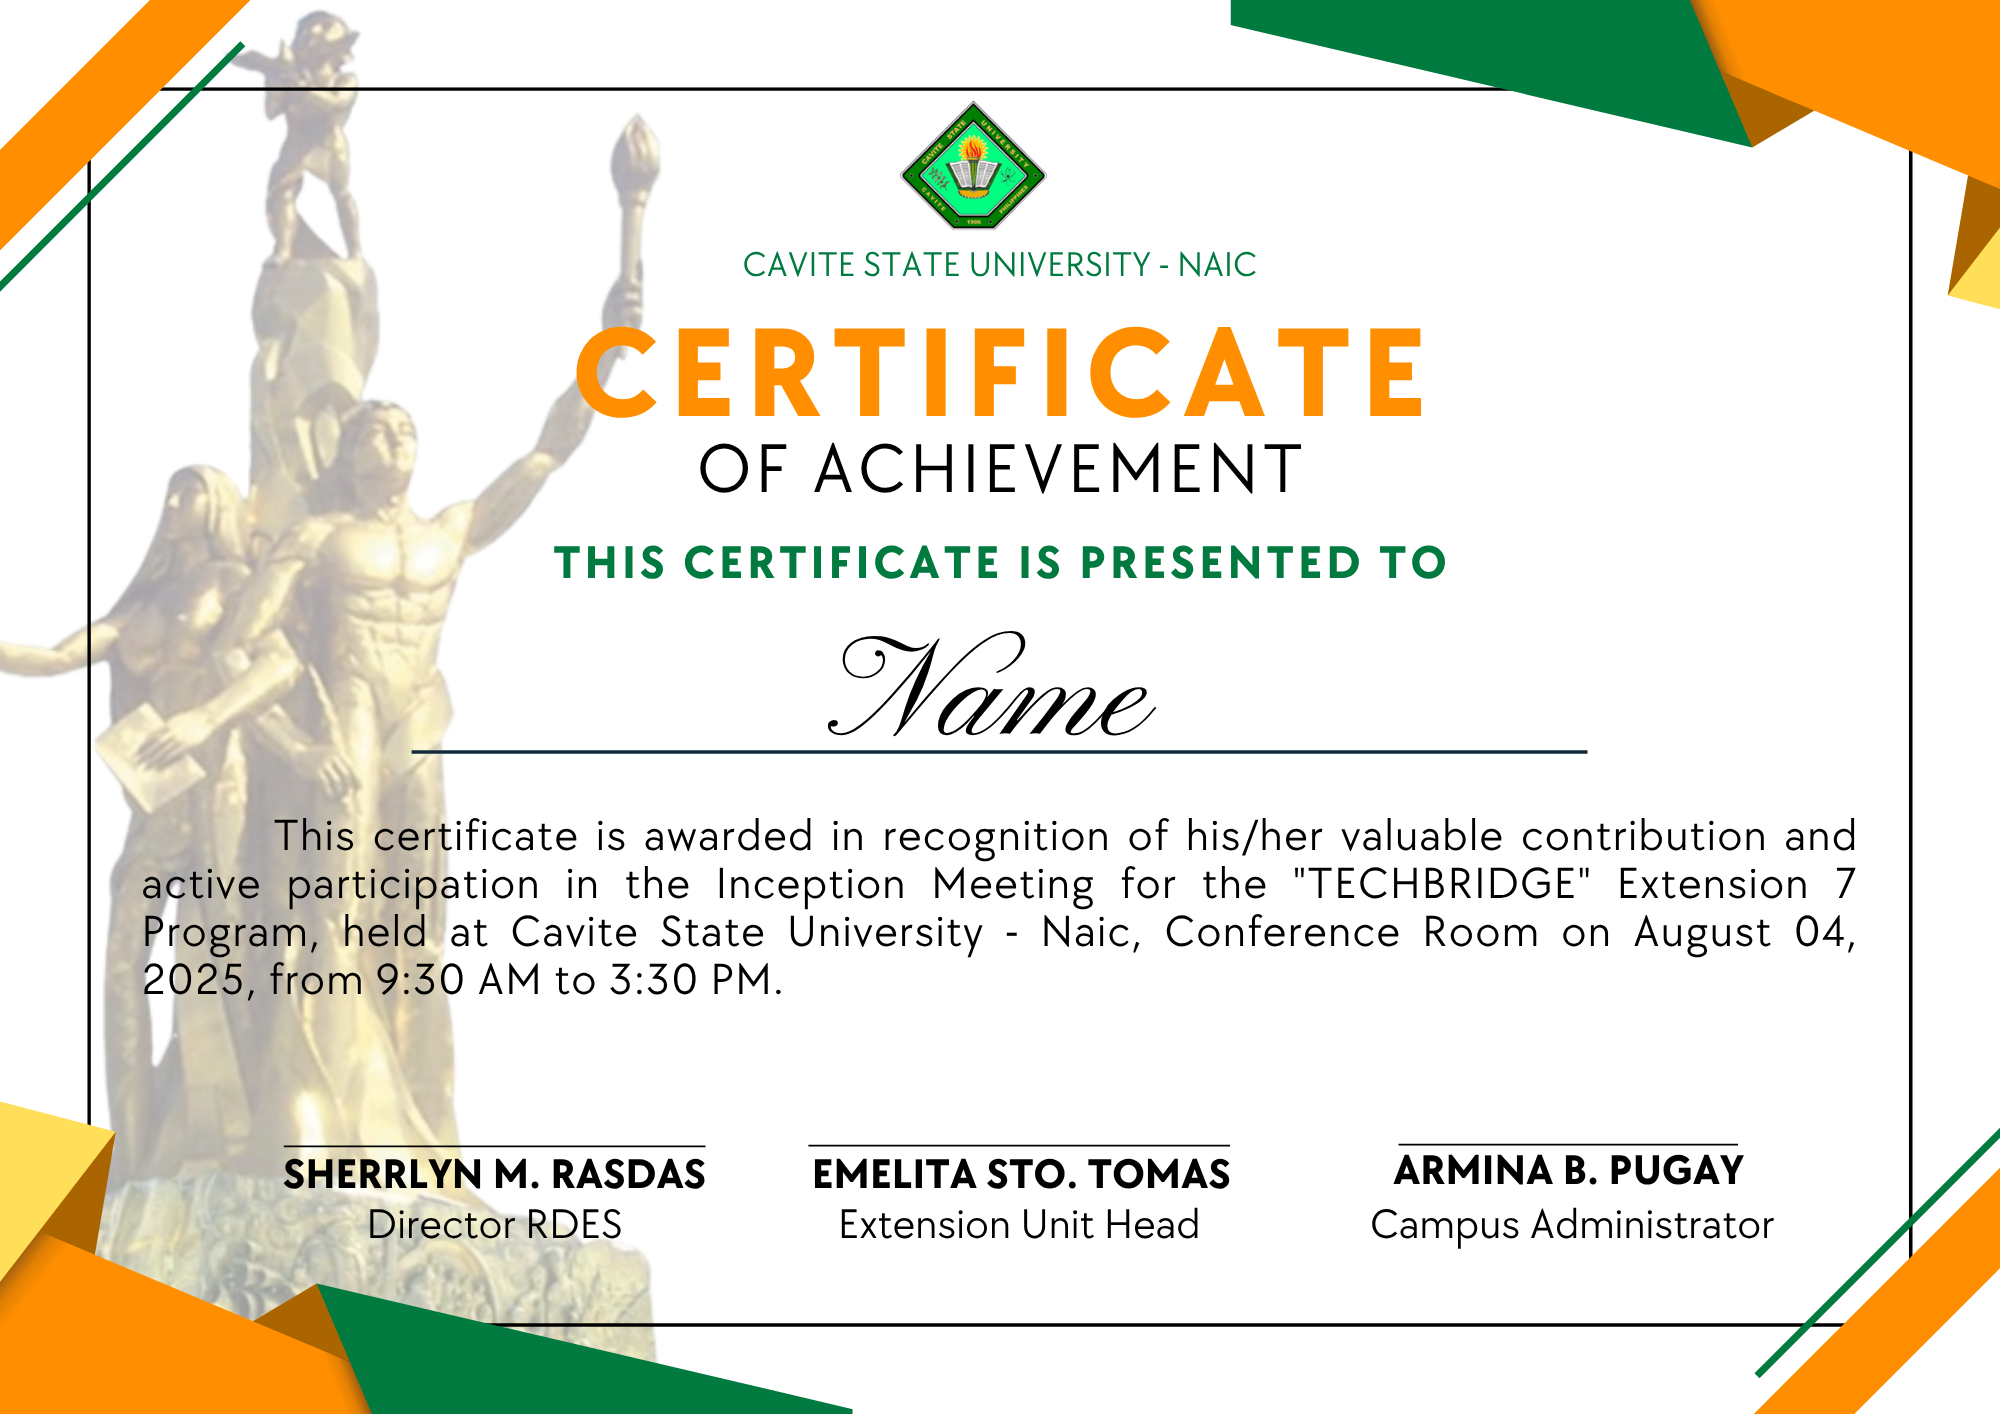 CAVITE STATE UNIVERSITY
CAVITE PHILIPPINES
1906
CAVITE STATE UNIVERSITY - NAIC
CERTIFICATE
OF ACHIEVEMENT
THIS CERTIFICATE IS PRESENTED TO
Name
This certificate is awarded in recognition of his/her valuable contribution and
active participation in the Inception Meeting for the "TECHBRIDGE" Extension 7
Program, held at Cavite State University - Naic, Conference Room on August 04,
2025, from 9:30 AM to 3:30 PM.
SHERRLYN M. RASDAS
Director RDES
EMELITA STO. TOMAS
Extension Unit Head
ARMINA B. PUGAY
Campus Administrator